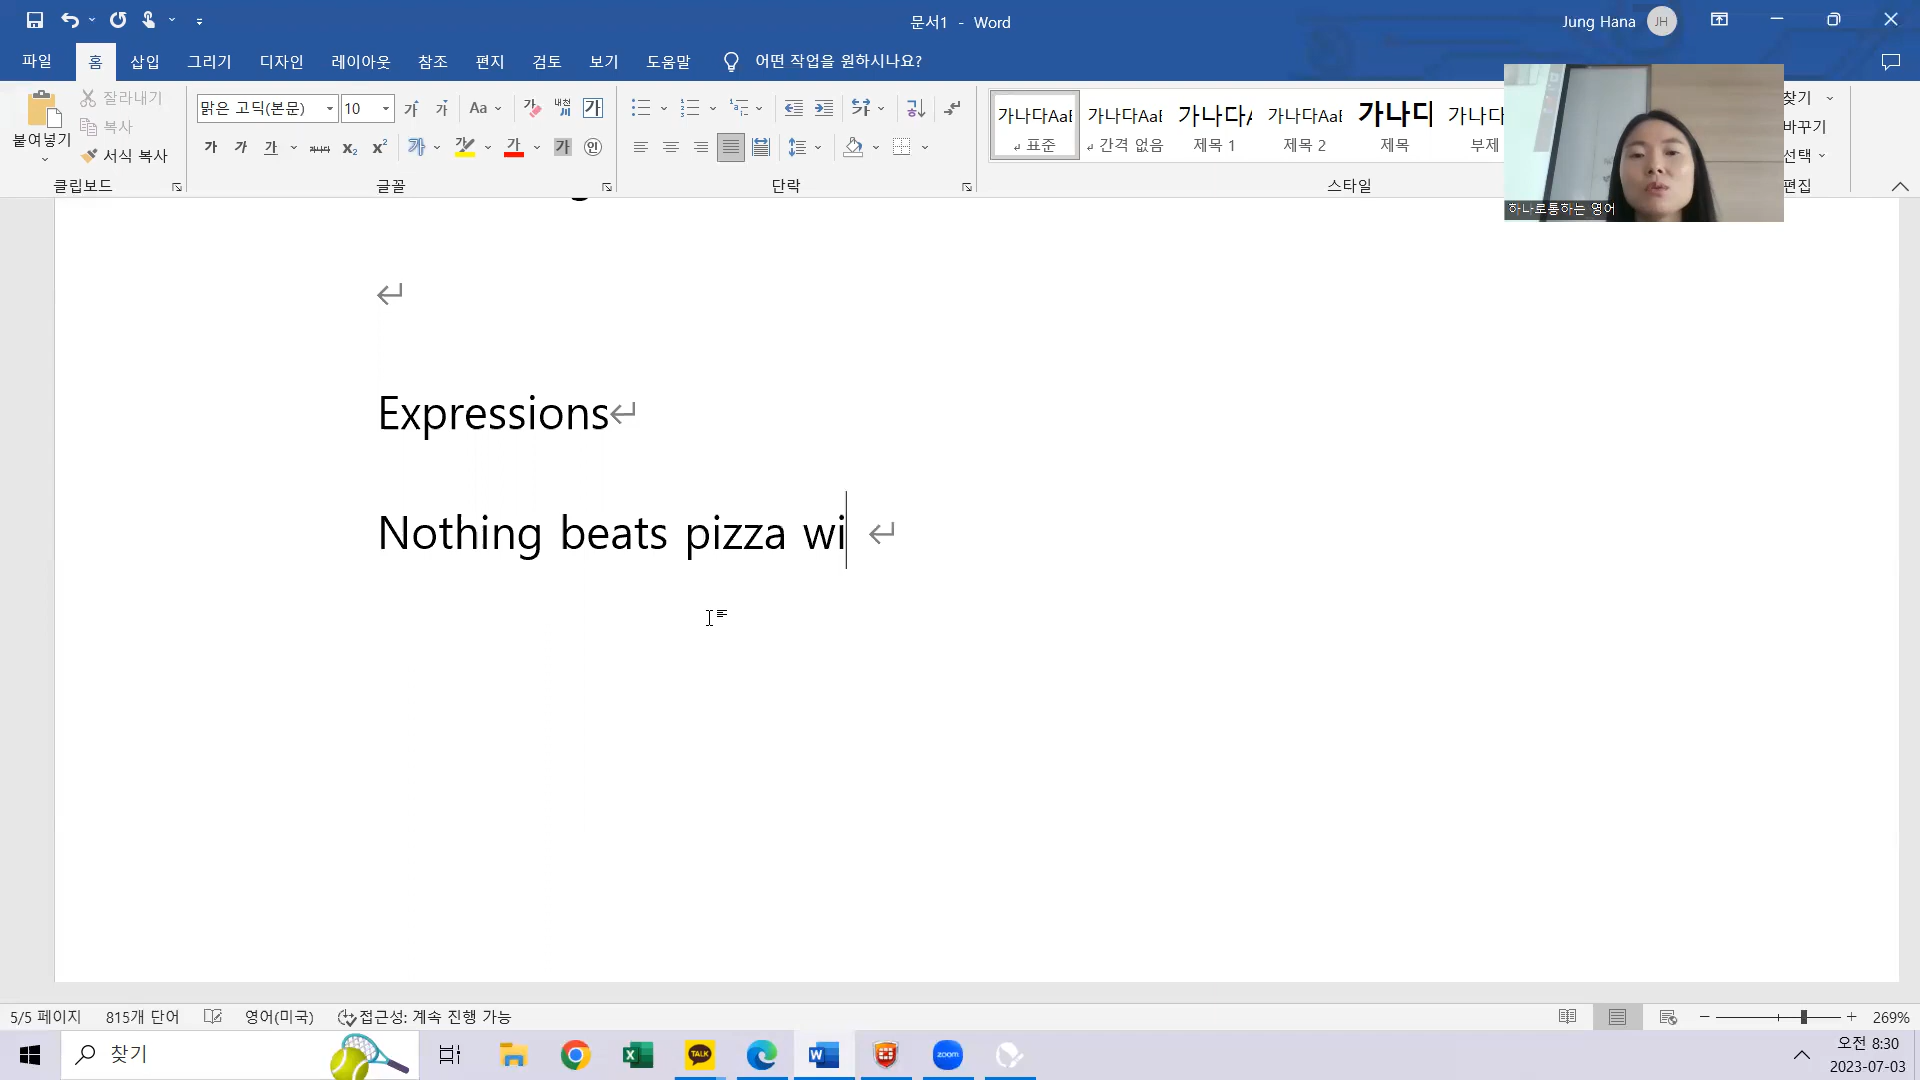 문서1 - Word
Jung Hana JH
파일 홈 삽입 그리기 디자인 레이아웃 참조 편지 검토 보기 도움말 어떤 작업을 원하시나요?
붙여넣기 잘라내기 복사 서식 복사
맑은 고딕(본문) 10
가나다AaE 표준
가나다AaE 간격 없음
가나다 제목 1
가나다AaE 제목 2
가나다 제목
가나다 부제
찾기
바꾸기
선택
클립보드 글꼴 단락 스타일 편집
하나로통하는 영어
Expressions
Nothing beats pizza wi
5/5 페이지 815개 단어 영어(미국) 접근성: 계속 진행 가능 269%
찾기
TALK
zoom
오전 8:30
2023-07-03